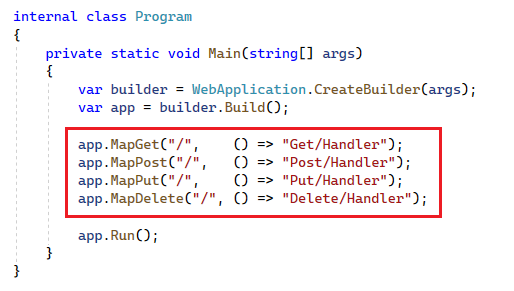 internal class Program
{
    private static void Main(string[] args)
    {
        var builder = WebApplication.CreateBuilder(args);
        var app = builder.Build();

        app.MapGet("/",    () => "Get/Handler");
        app.MapPost("/",   () => "Post/Handler");
        app.MapPut("/",    () => "Put/Handler");
        app.MapDelete("/", () => "Delete/Handler");

        app.Run();
    }
}